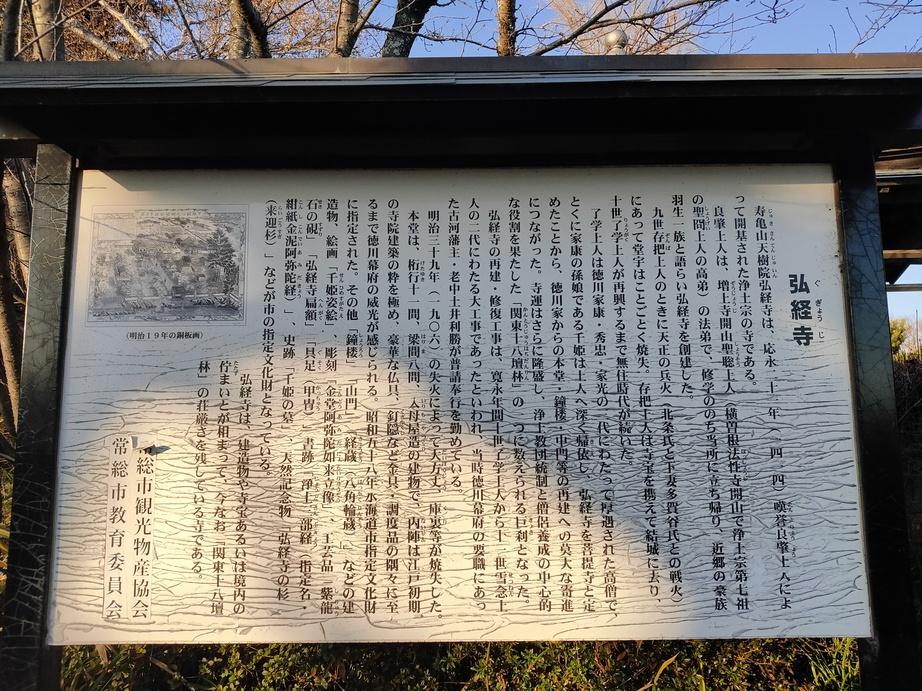 弘経寺
寿亀山天樹院弘経寺は、応永二十一年(一四一四)嘆誉良肇上人によ
って開基された浄土宗の寺である。
良肇上人は、増上寺開山聖聡上人(横曽根法性寺開山で浄土宗第七祖
の聖冏上人の高弟)の法弟で、修学ののち当所に立ち帰り、近郷の豪族
羽生一族と語らい弘経寺を創建した。
九世存把上人のときに天正の兵火(北条氏と下妻多賀谷氏との戦火)
にあって堂宇はことごとく焼失、存把上人は寺宝を携えて結城に去り、
十世了学上人が再興するまで無住時代が続いた。
了学上人は徳川家康・秀忠・家光の三代にわたって厚遇された高僧で、
とくに家康の孫娘である千姫は上人へ深く帰依し、弘経寺を菩提寺と定
めたことから、徳川家からの本堂、鐘楼、中門等の再建への莫大な寄進
につながった。寺運はさらに隆盛し、浄土教団統制と僧侶養成の中心的
な役割を果たした「関東十八壇林」の一つに数えられる巨刹となった。
弘経寺の再建、修復工事は、寛永年間十世了学上人から十一世雪念上
人の二代にわたる大工事であったといわれ、当時徳川幕府の要職にあっ
た古河藩主・老中土井利勝が普請奉行を勤めている。
明治三十九年(一九〇六)の失火によって大方丈、庫裏等が焼失した。
本堂は、桁行十一間、梁間八間、入母屋造の建物で、内陣は江戸初期
の寺院建築の粋を極め、豪華な仏具、釘隠など金具・調度品の隅々に至
るまで徳川幕府の威光が感じられる。昭和五十八年水海道市指定文化財
に指定された。その他「鐘楼」、「山門」、「経蔵(八角輪蔵)」などの建
造物、絵画「千姫姿絵」、彫刻「金堂阿弥陀如来立像」、工芸品「紫龍
石の硯」「弘経寺扁額」「具足(甲冑)」、書跡「浄土三部経(指定名・
紺紙金泥阿弥陀経)」、史跡「千姫の墓」、天然記念物「弘経寺の杉
(来迎杉)」などが市の指定文化財となっている。
弘経寺は、建造物や寺宝あるいは境内の
佇まいとが相まって、今なお「関東十八壇
林」の荘厳さを残している寺である。
(明治19年の銅板画)
常総市観光物産協会
常総市教育委員会